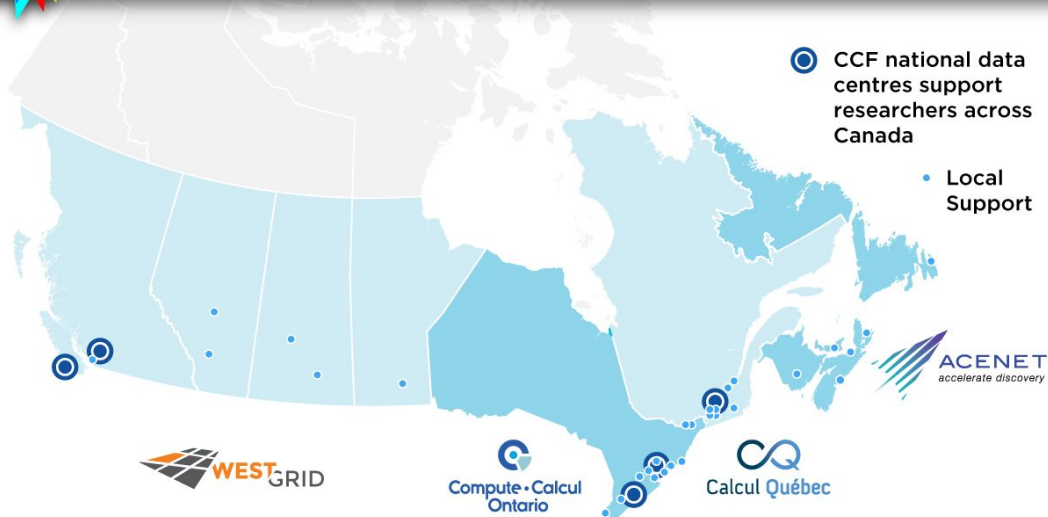 CCF national data
centres support
researchers across
Canada
Local
Support
ACENET
accelerate discovery
WESTGRID
Compute • Calcul
Ontario
Calcul Québec